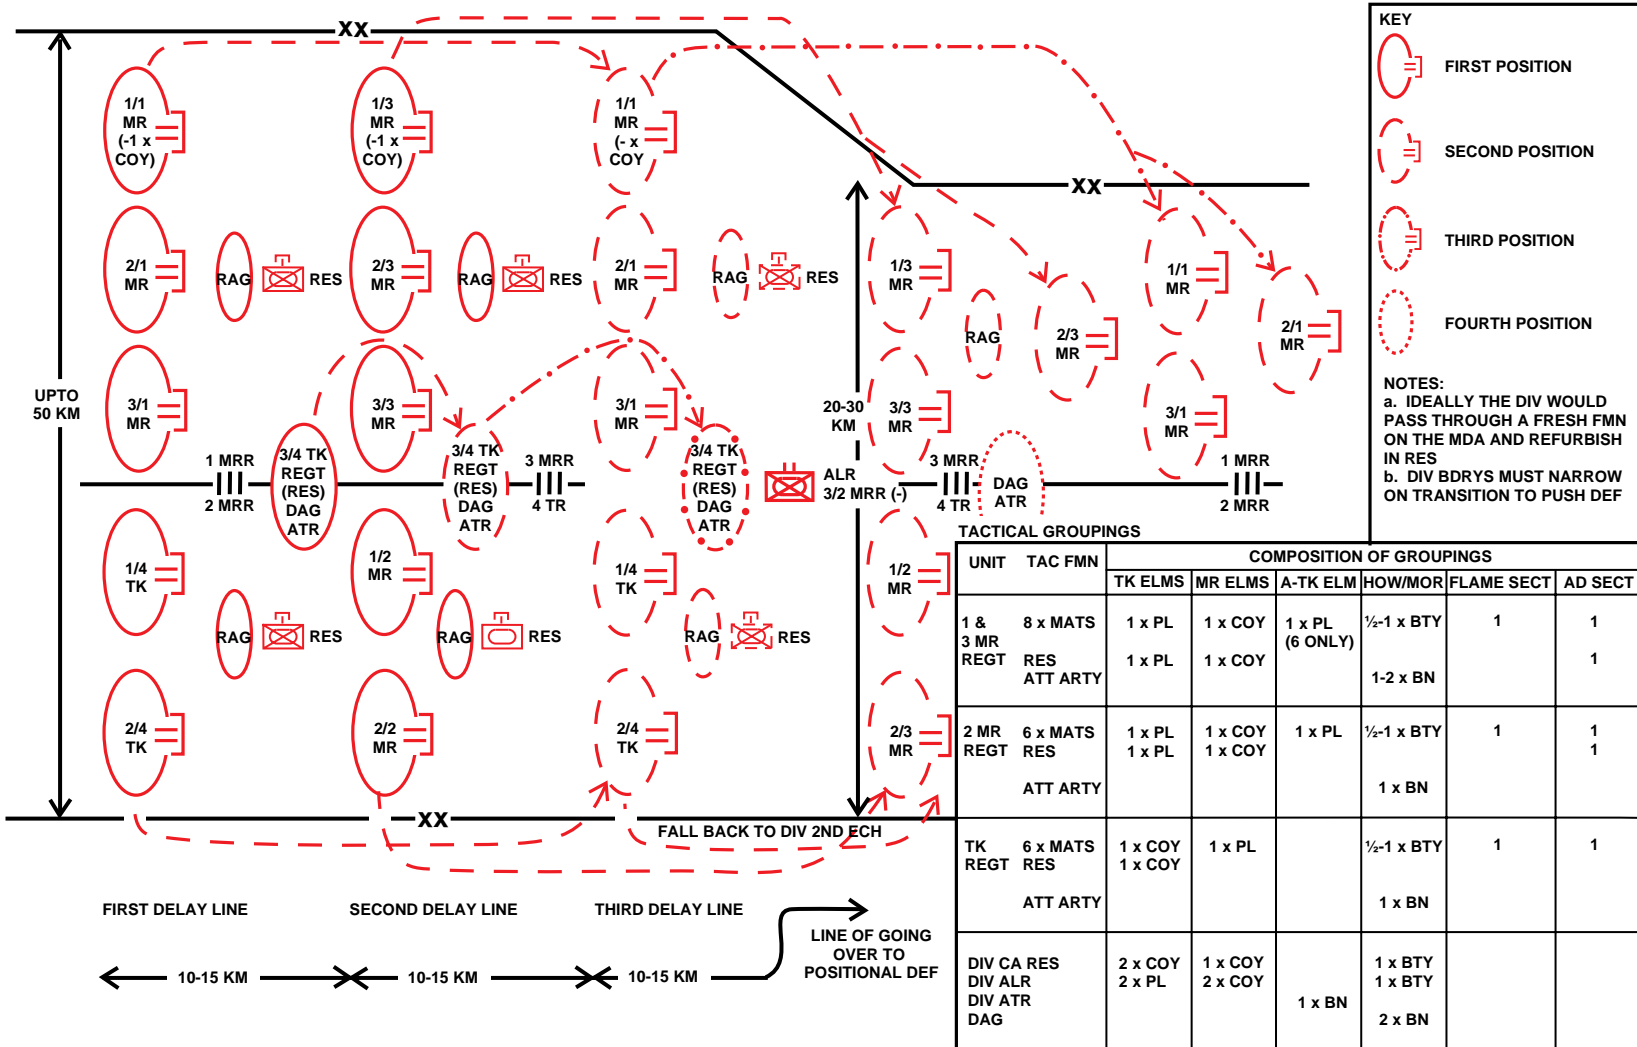 XX
KEY
FIRST POSITION
SECOND POSITION
THIRD POSITION
FOURTH POSITION
NOTES:
a. IDEALLY THE DIV WOULD
PASS THROUGH A FRESH FMN
ON THE MDA AND REFURBISH
IN RES
b. DIV BDRYS MUST NARROW
ON TRANSITION TO PUSH DEF
1/1
MR
(-1 x
COY)
1/3
MR
(-1 x
COY)
1/1
MR
(- x
COY
XX
2/1
MR
RAG
RES
2/3
MR
RAG
RES
2/1
MR
RAG
RES
1/3
MR
RAG
2/3
MR
1/1
MR
2/1
MR
UPTO
50 KM
3/1
MR
3/3
MR
3/1
MR
20-30
KM
3/3
MR
3/1
MR
1 MRR
2 MRR
3/4 TK
REGT
(RES)
DAG
ATR
3/4 TK
REGT
(RES)
DAG
ATR
3 MRR
4 TR
3/4 TK
REGT
(RES)
DAG
ATR
ALR
3/2 MRR (-)
3 MRR
4 TR
DAG
ATR
1 MRR
2 MRR
1/4
TK
RAG
RES
1/2
MR
RAG
RES
1/4
TK
RAG
RES
1/2
MR
2/4
TK
2/2
MR
2/4
TK
2/3
MR
XX
FALL BACK TO DIV 2ND ECH
FIRST DELAY LINE
SECOND DELAY LINE
THIRD DELAY LINE
LINE OF GOING
OVER TO
POSITIONAL DEF
10-15 KM
10-15 KM
10-15 KM
TACTICAL GROUPINGS
UNIT TAC FMN COMPOSITION OF GROUPINGS
TK ELMS MR ELMS A-TK ELM HOW/MOR FLAME SECT AD SECT
1 & 8 x MATS 1 x PL 1 x COY 1 x PL ½-1 x BTY 1 1
3 MR (6 ONLY)
REGT RES 1 x PL 1 x COY 1
ATT ARTY 1-2 x BN
2 MR 6 x MATS 1 x PL 1 x COY 1 x PL ½-1 x BTY 1 1
REGT RES 1 x PL 1 x COY 1
ATT ARTY 1 x BN
TK 6 x MATS 1 x COY 1 x PL ½-1 x BTY 1 1
REGT RES 1 x COY
ATT ARTY 1 x BN
DIV CA RES 2 x COY 1 x COY 1 x BTY
DIV ALR 2 x PL 2 x COY 1 x BTY
DIV ATR 1 x BN
DAG 2 x BN